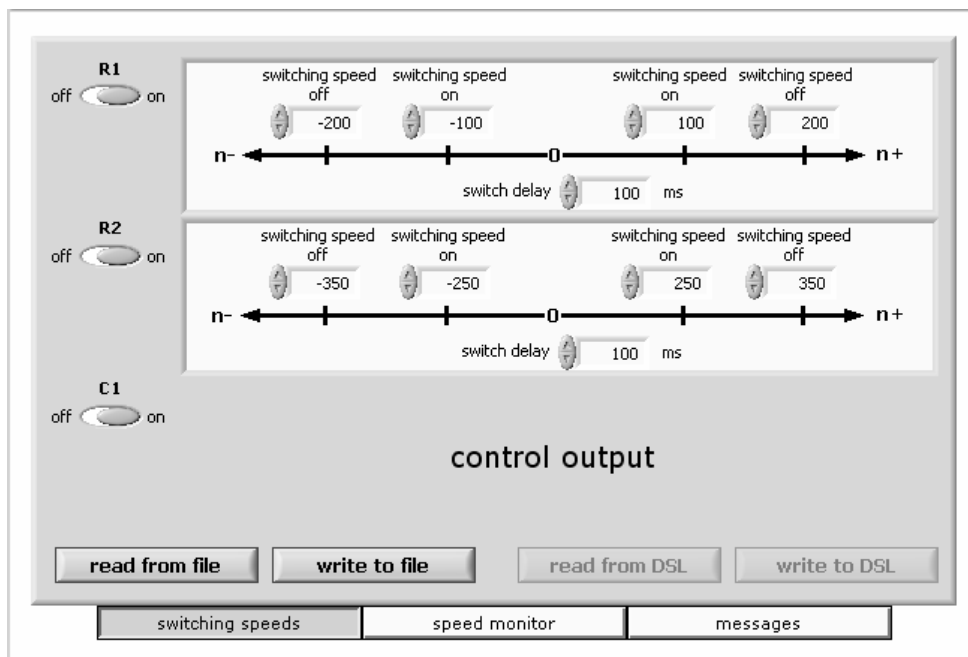 R1
off on
switching speed off switching speed on switching speed on switching speed off
-200 -100 100 200
n- 0 n+
switch delay 100 ms
R2
off on
switching speed off switching speed on switching speed on switching speed off
-350 -250 250 350
n- 0 n+
switch delay 100 ms
C1
off on
control output
read from file write to file read from DSL write to DSL
switching speeds speed monitor messages